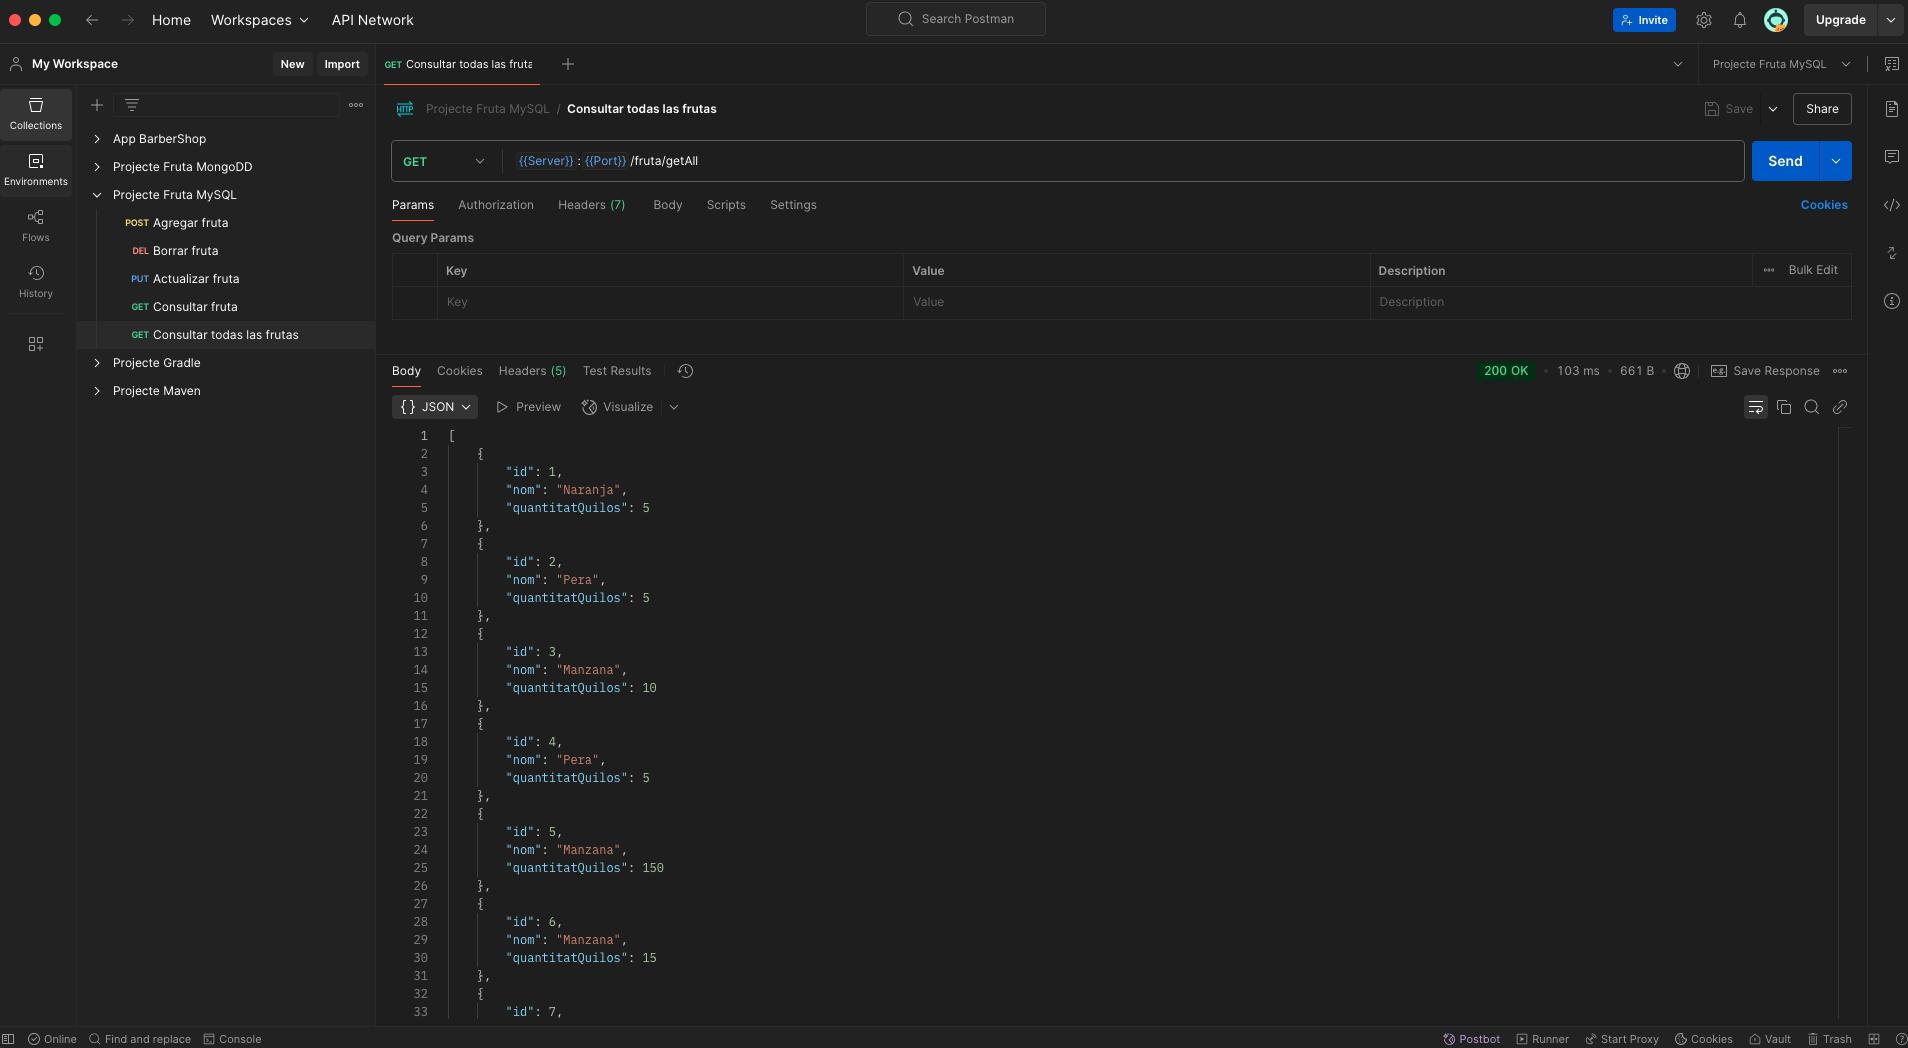 Home Workspaces API Network Search Postman Invite Upgrade
My Workspace New Import GET Consultar todas las fruta Projecte Fruta MySQL
Collections
Environments
Flows
History
App BarberShop
Projecte Fruta MongoDD
Projecte Fruta MySQL
POST Agregar fruta
DEL Borrar fruta
PUT Actualizar fruta
GET Consultar fruta
GET Consultar todas las frutas
Projecte Gradle
Projecte Maven
HTTP Projecte Fruta MySQL / Consultar todas las frutas Save Share
GET {{Server}} : {{Port}} /fruta/getAll Send
Params Authorization Headers (7) Body Scripts Settings Cookies
Query Params
Key Value Description Bulk Edit
Key Value Description
Body Cookies Headers (5) Test Results 200 OK • 103 ms • 661 B • e.g. Save Response
{} JSON Preview Visualize
1 [
2 {
3 "id": 1,
4 "nom": "Naranja",
5 "quantitatQuilos": 5
6 },
7 {
8 "id": 2,
9 "nom": "Pera",
10 "quantitatQuilos": 5
11 },
12 {
13 "id": 3,
14 "nom": "Manzana",
15 "quantitatQuilos": 10
16 },
17 {
18 "id": 4,
19 "nom": "Pera",
20 "quantitatQuilos": 5
21 },
22 {
23 "id": 5,
24 "nom": "Manzana",
25 "quantitatQuilos": 150
26 },
27 {
28 "id": 6,
29 "nom": "Manzana",
30 "quantitatQuilos": 15
31 },
32 {
33 "id": 7,
Online Find and replace Console Postbot Runner Start Proxy Cookies Vault Trash